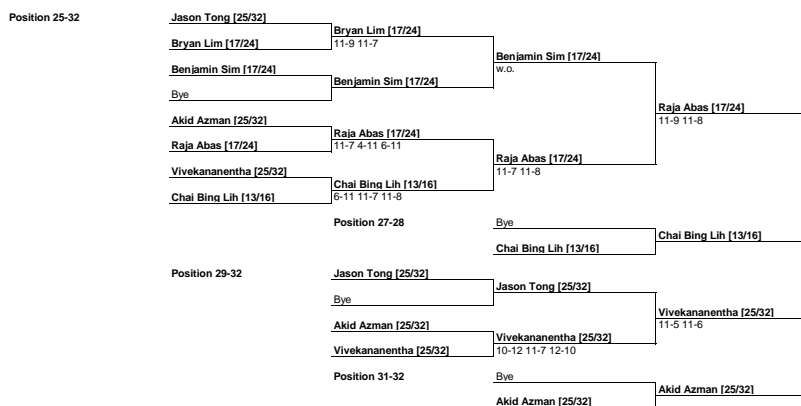 Position 25-32
Jason Tong [25/32]
Bryan Lim [17/24]
Bryan Lim [17/24]
11-9 11-7
Benjamin Sim [17/24]
w.o.
Benjamin Sim [17/24]
Benjamin Sim [17/24]
Bye
Raja Abas [17/24]
11-9 11-8
Akid Azman [25/32]
Raja Abas [17/24]
Raja Abas [17/24]
11-7 4-11 6-11
Raja Abas [17/24]
11-7 11-8
Vivekananentha [25/32]
Chai Bing Lih [13/16]
Chai Bing Lih [13/16]
6-11 11-7 11-8
Position 27-28
Bye
Chai Bing Lih [13/16]
Chai Bing Lih [13/16]
Position 29-32
Jason Tong [25/32]
Jason Tong [25/32]
Bye
Vivekananentha [25/32]
11-5 11-6
Akid Azman [25/32]
Vivekananentha [25/32]
Vivekananentha [25/32]
10-12 11-7 12-10
Position 31-32
Bye
Akid Azman [25/32]
Akid Azman [25/32]